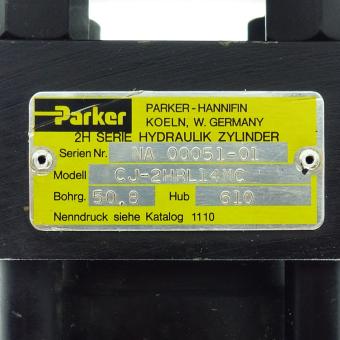 Parker
PARKER-HANNIFIN
KOELN, W. GERMANY
2H SERIE HYDRAULIK ZYLINDER
Serien Nr. NA 00051-01
Modell CJ-2HRL14MC
Bohrg. 50,8 Hub 610
Nenndruck siehe Katalog 1110